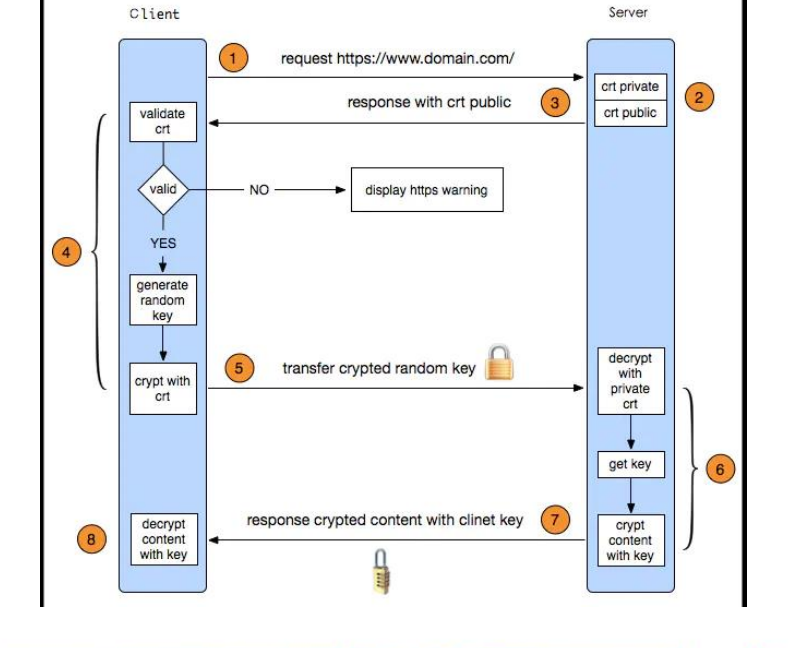 Client
Server
1
request https://www.domain.com/
crt private
2
response with crt public
3
crt public
validate
crt
valid
NO
display https warning
4
YES
generate
random
key
5
transfer crypted random key
crypt with
crt
decrypt
with
private
crt
get key
6
response crypted content with clinet key
7
8
decrypt
content
with key
crypt
content
with key